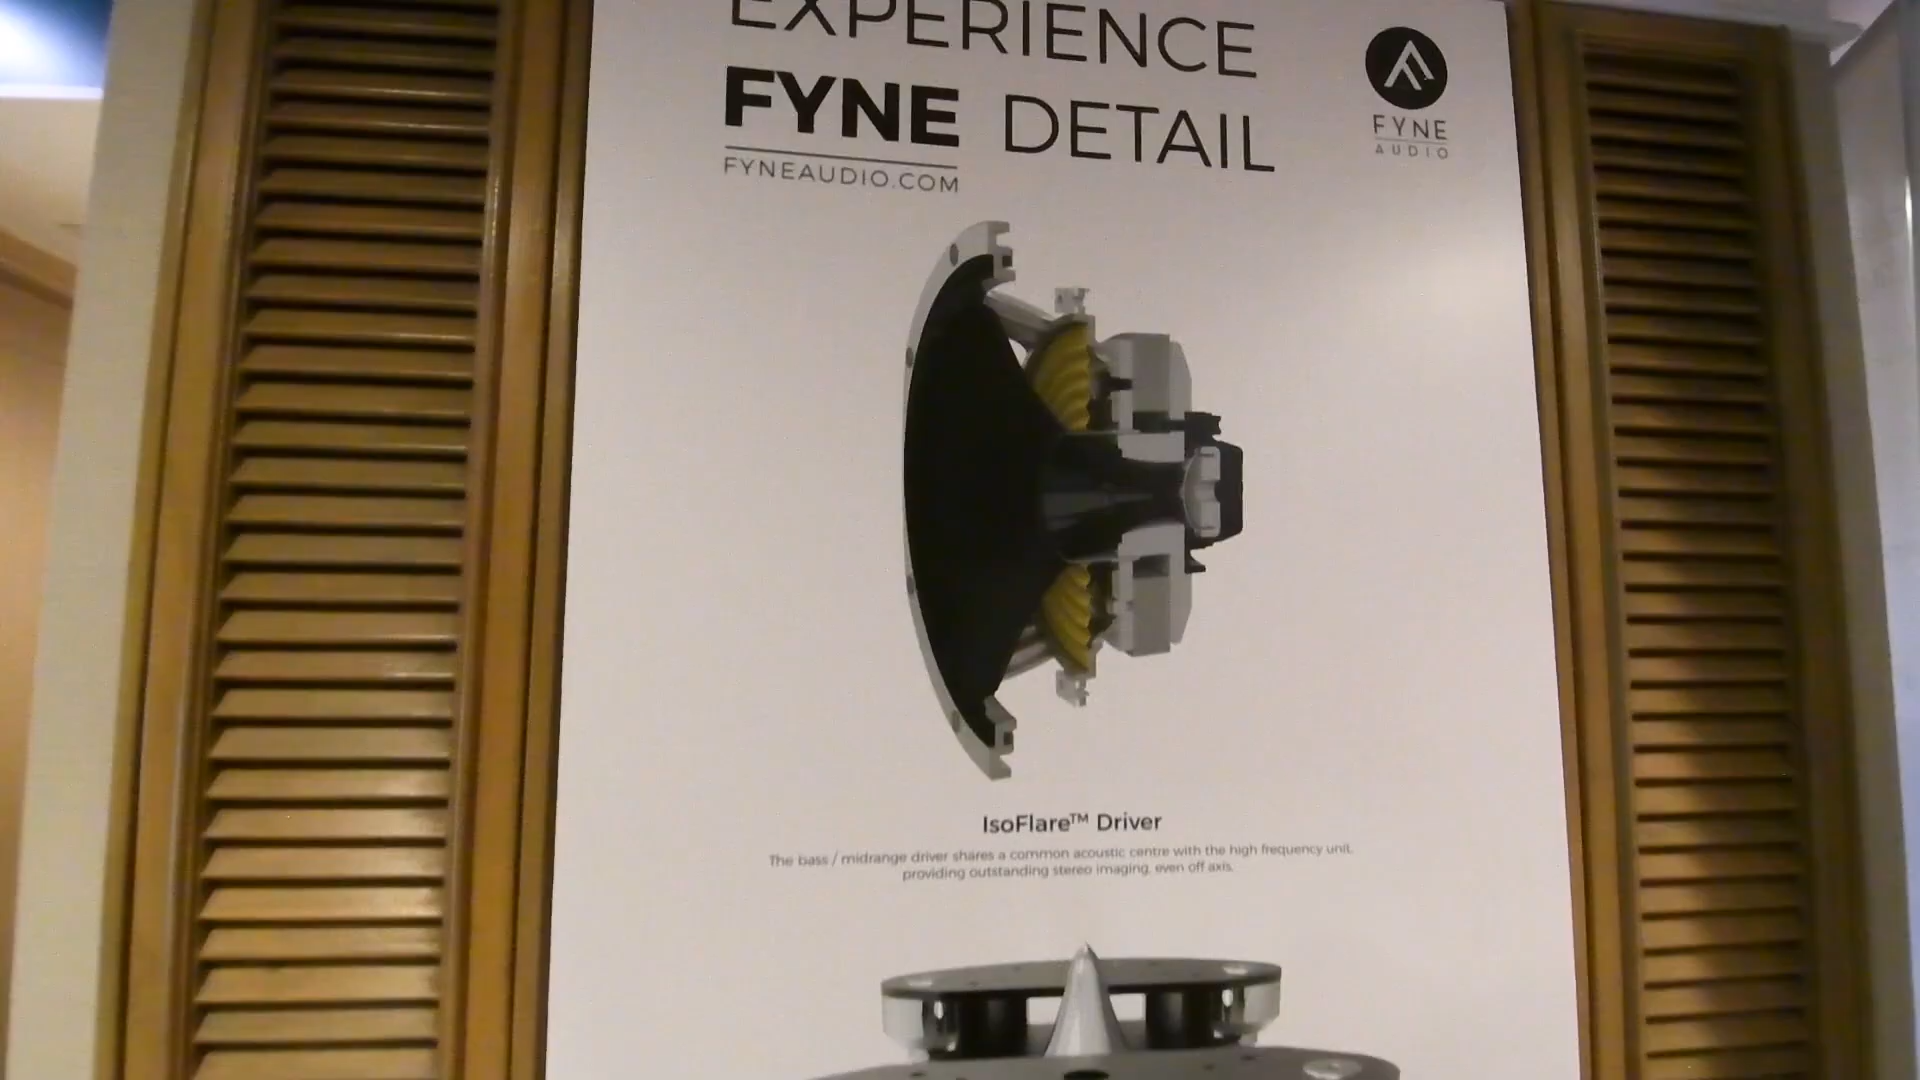 EXPERIENCE
FYNE DETAIL
FYNEAUDIO.COM
FYNE
AUDIO
IsoFlare™ Driver
The bass / midrange driver shares a common acoustic centre with the high frequency unit,
providing outstanding stereo imaging, even off axis.